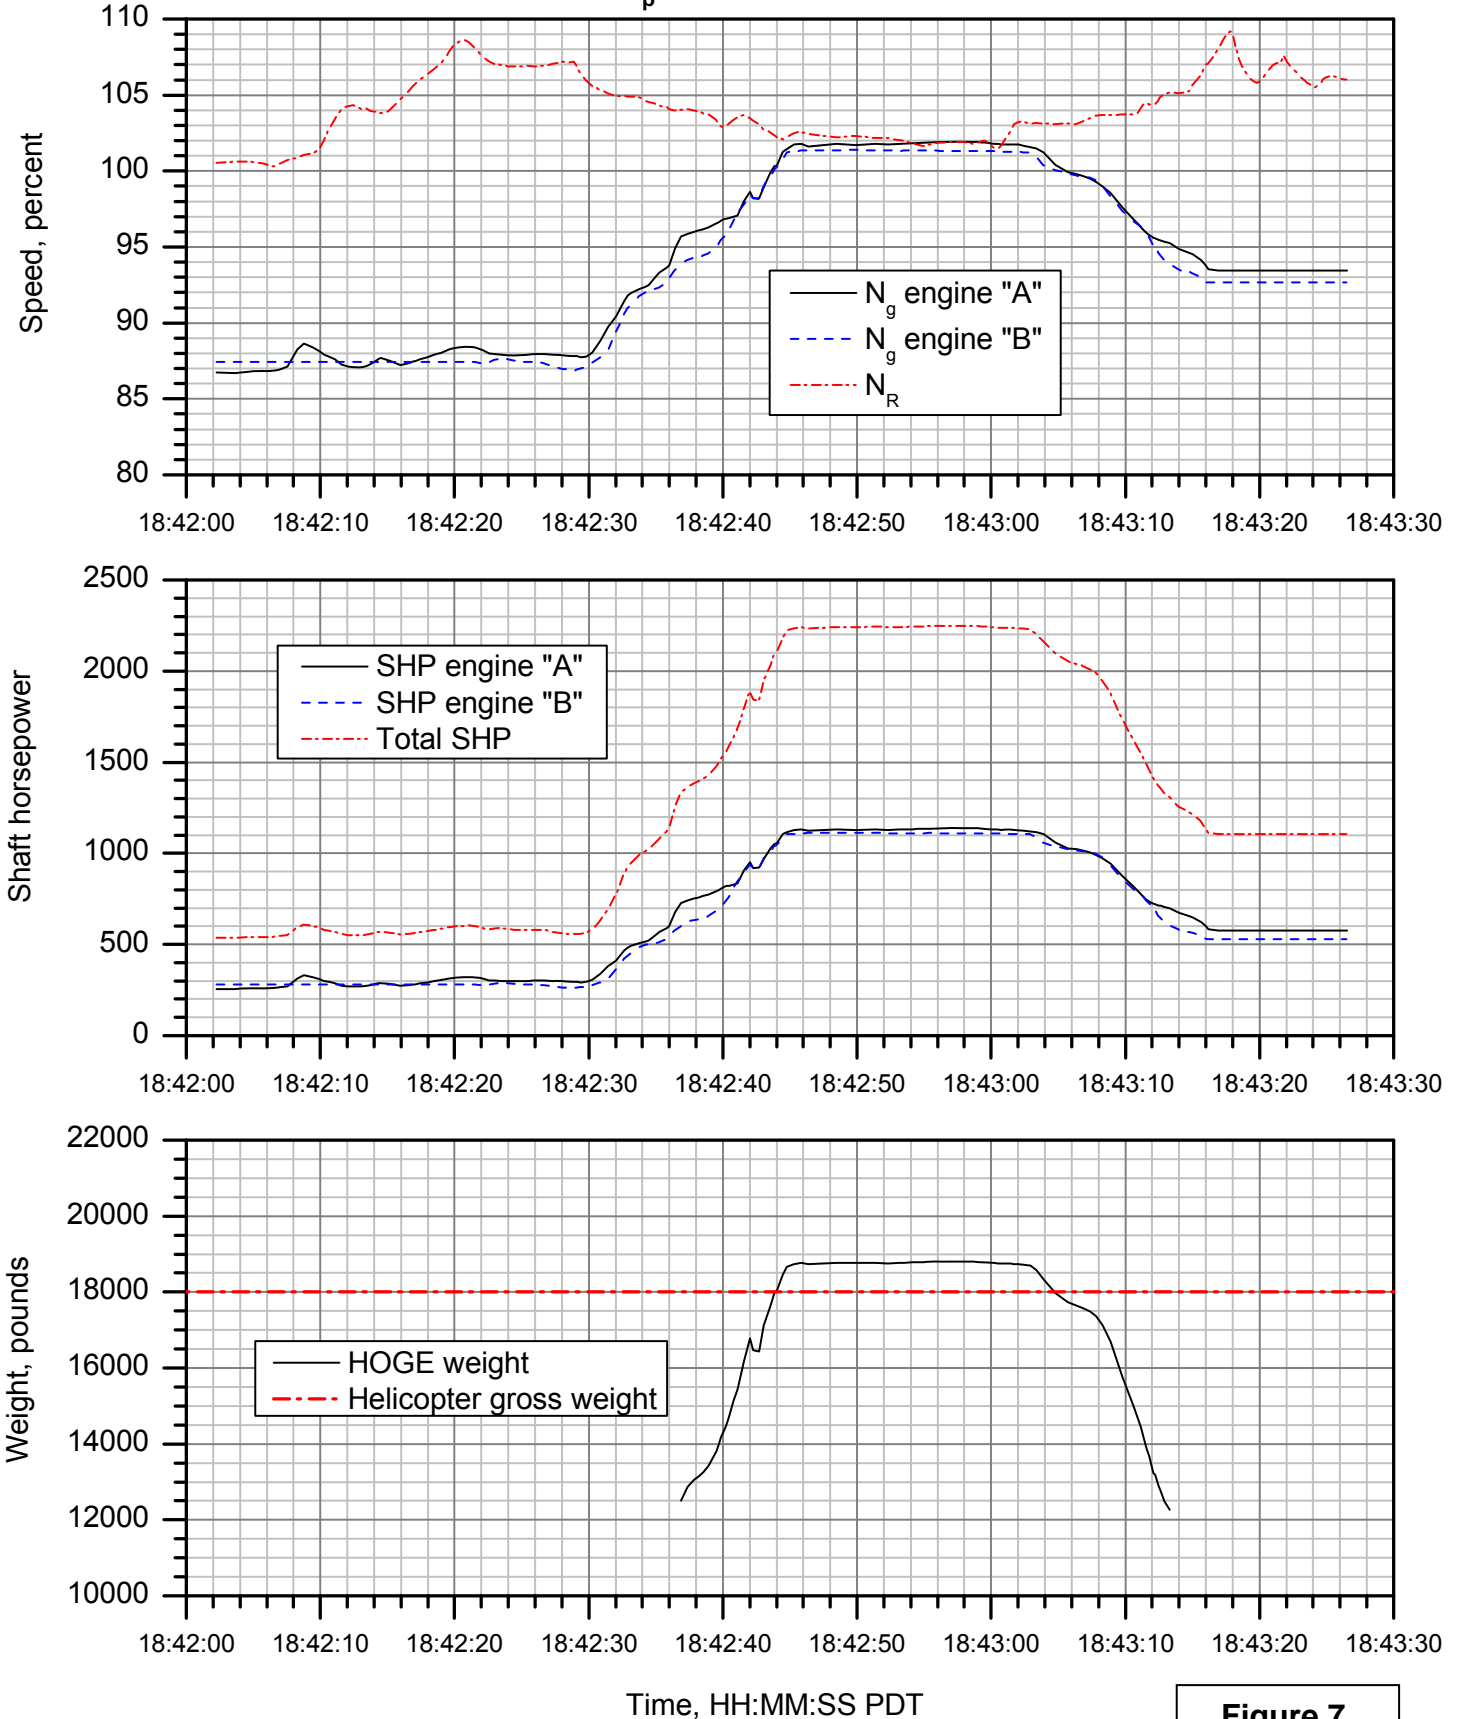 p
110
105
100
95
90
85
80
Speed, percent
N_g engine "A"
N_g engine "B"
N_R
18:42:00 18:42:10 18:42:20 18:42:30 18:42:40 18:42:50 18:43:00 18:43:10 18:43:20 18:43:30
2500
2000
1500
1000
500
0
Shaft horsepower
SHP engine "A"
SHP engine "B"
Total SHP
18:42:00 18:42:10 18:42:20 18:42:30 18:42:40 18:42:50 18:43:00 18:43:10 18:43:20 18:43:30
22000
20000
18000
16000
14000
12000
10000
Weight, pounds
HOGE weight
Helicopter gross weight
18:42:00 18:42:10 18:42:20 18:42:30 18:42:40 18:42:50 18:43:00 18:43:10 18:43:20 18:43:30
Time, HH:MM:SS PDT
Figure 7